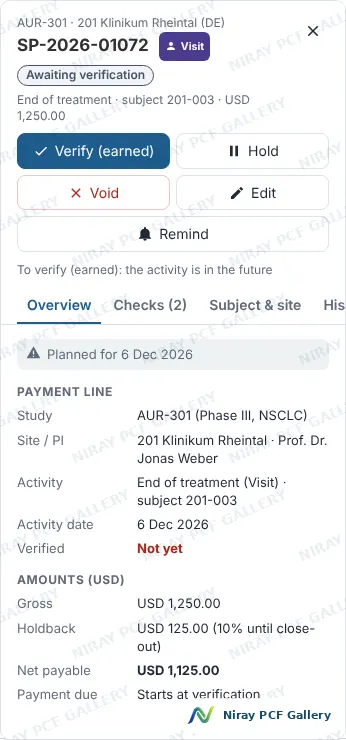 AUR-301 · 201 Klinikum Rheintal (DE)
SP-2026-01072
Visit
Awaiting verification
End of treatment · subject 201-003 · USD
1,250.00
Verify (earned)
Hold
Void
Edit
Remind
To verify (earned): the activity is in the future
Overview Checks (2) Subject & site His
Planned for 6 Dec 2026
PAYMENT LINE
Study AUR-301 (Phase III, NSCLC)
Site / PI 201 Klinikum Rheintal · Prof. Dr.
Jonas Weber
Activity End of treatment (Visit) ·
subject 201-003
Activity date 6 Dec 2026
Verified Not yet
AMOUNTS (USD)
Gross USD 1,250.00
Holdback USD 125.00 (10% until close-
out)
Net payable USD 1,125.00
Payment due Starts at verification
Niray PCF Gallery
NIRAY PCF GALLERY